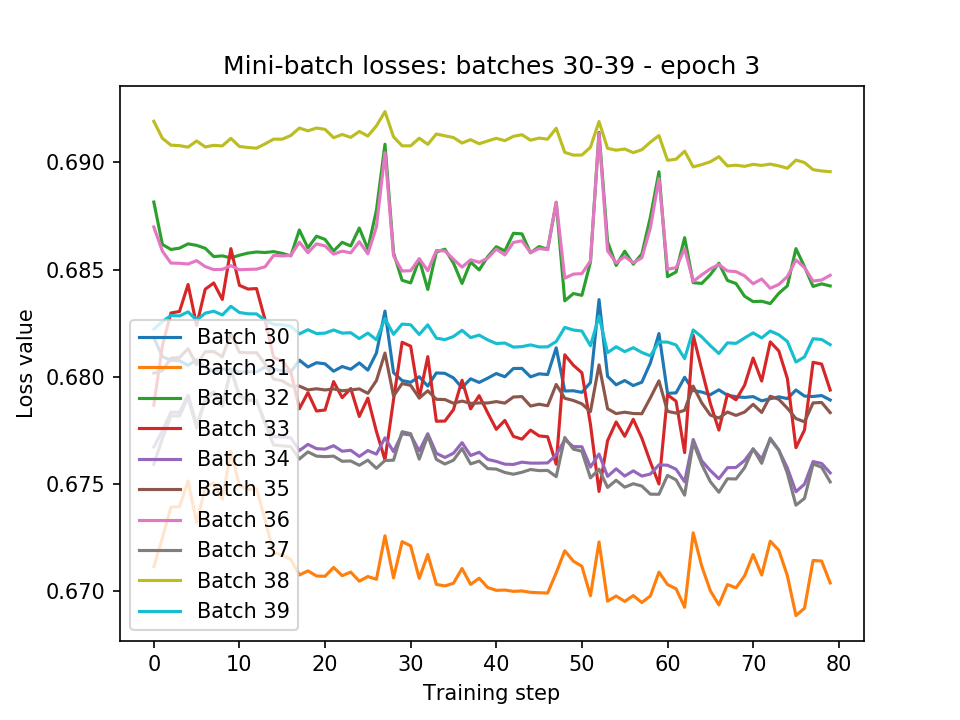 Mini-batch losses: batches 30-39 - epoch 3
Loss value
0.690
0.685
0.680
0.675
0.670
Batch 30
Batch 31
Batch 32
Batch 33
Batch 34
Batch 35
Batch 36
Batch 37
Batch 38
Batch 39
0 10 20 30 40 50 60 70 80
Training step